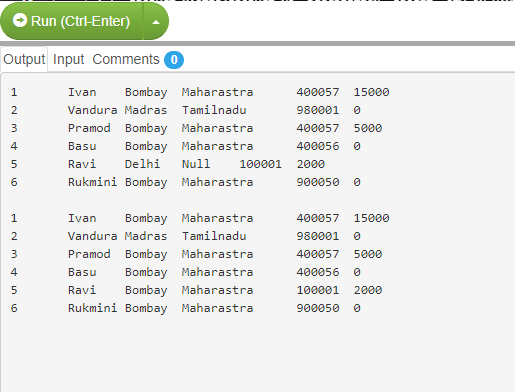 Run (Ctrl-Enter)
Output Input Comments 0
1 Ivan Bombay Maharastra 400057 15000
2 Vandura Madras Tamilnadu 980001 0
3 Pramod Bombay Maharastra 400057 5000
4 Basu Bombay Maharastra 400056 0
5 Ravi Delhi Null 100001 2000
6 Rukmini Bombay Maharastra 900050 0
1 Ivan Bombay Maharastra 400057 15000
2 Vandura Madras Tamilnadu 980001 0
3 Pramod Bombay Maharastra 400057 5000
4 Basu Bombay Maharastra 400056 0
5 Ravi Bombay Maharastra 100001 2000
6 Rukmini Bombay Maharastra 900050 0